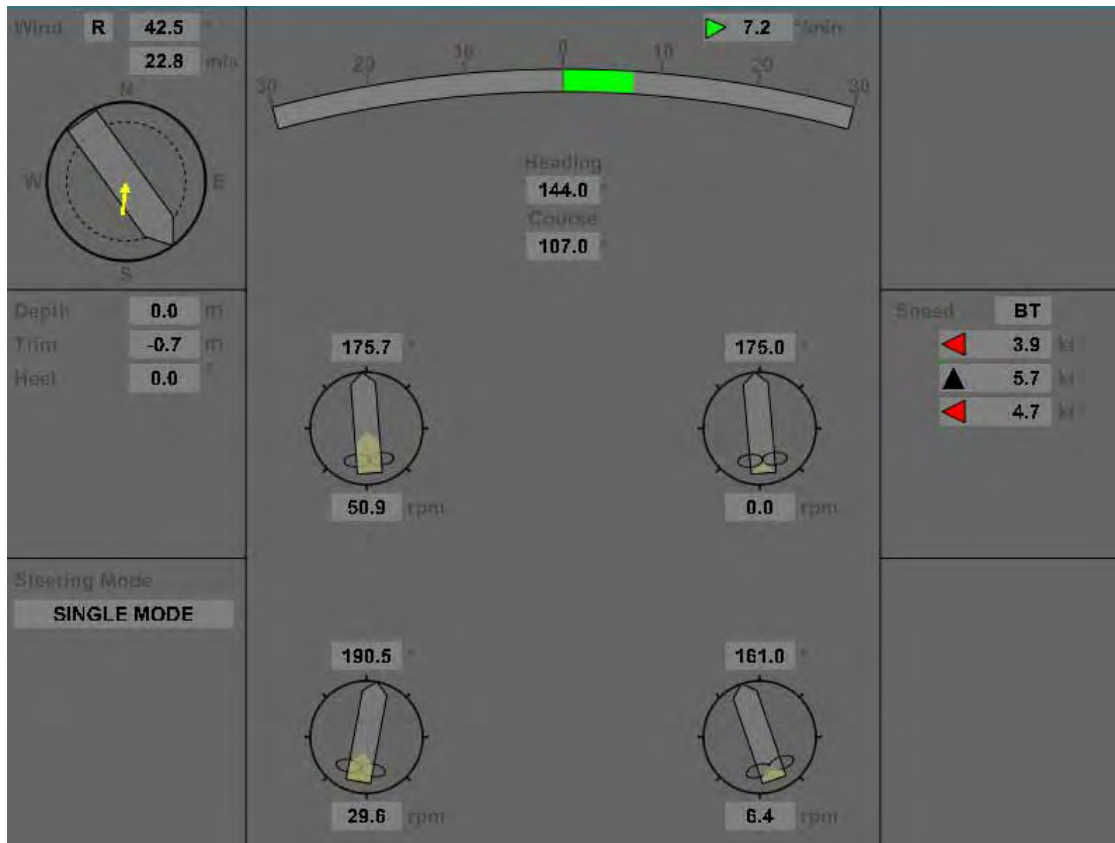 Wind R 42.5 °
22.8 m/s
N
W E
S
7.2 °/min
30 20 10 0 10 20 30
Heading
144.0 °
Course
107.0 °
Depth 0.0 m
Trim -0.7 m
Heel 0.0 °
175.7 °
50.9 rpm
175.0 °
0.0 rpm
Speed BT
3.9 kt
5.7 kt
4.7 kt
Steering Mode
SINGLE MODE
190.5 °
29.6 rpm
161.0 °
6.4 rpm